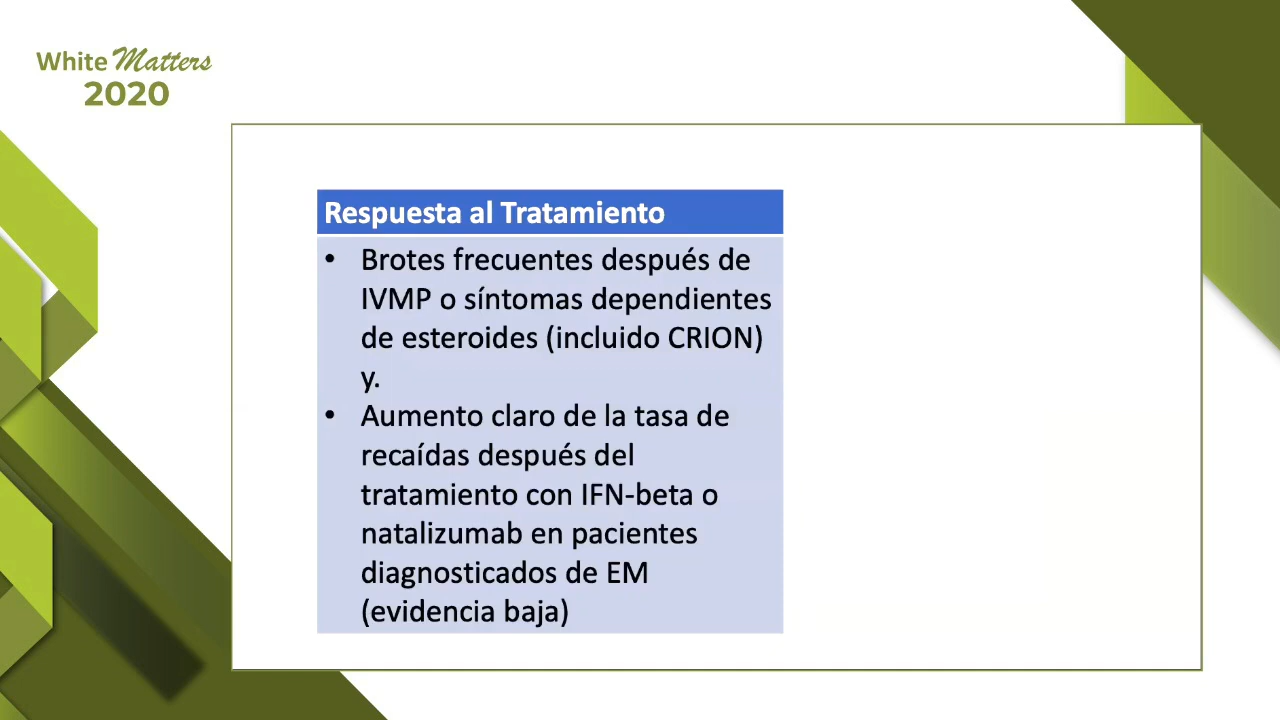 White Matters
2020
Respuesta al Tratamiento
• Brotes frecuentes después de
IVMP o síntomas dependientes
de esteroides (incluido CRION)
y.
• Aumento claro de la tasa de
recaídas después del
tratamiento con IFN-beta o
natalizumab en pacientes
diagnosticados de EM
(evidencia baja)